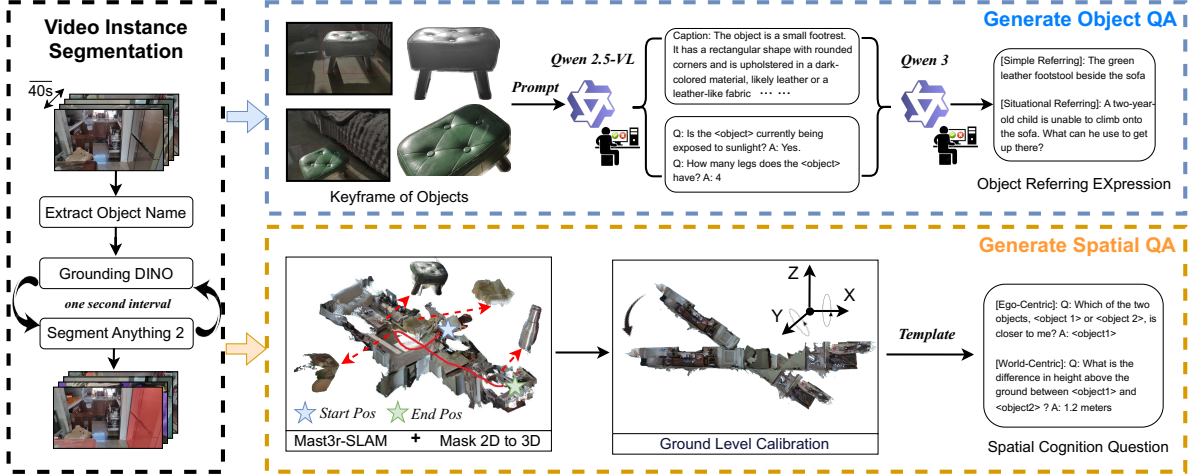 Video Instance
Segmentation
40s
Extract Object Name
Grounding DINO
one second interval
Segment Anything 2
Generate Object QA
Keyframe of Objects
Prompt
Qwen 2.5-VL
Caption: The object is a small footrest.
It has a rectangular shape with rounded
corners and is upholstered in a dark-
colored material, likely leather or a
leather-like fabric ··· ···
Q: Is the <object> currently being
exposed to sunlight? A: Yes.
Q: How many legs does the <object>
have? A: 4
Qwen 3
[Simple Referring]: The green
leather footstool beside the sofa
[Situational Referring]: A two-year-
old child is unable to climb onto
the sofa. What can he use to get
up there?
Object Referring EXpression
Generate Spatial QA
Start Pos
End Pos
Mast3r-SLAM + Mask 2D to 3D
Z
X
Y
Ground Level Calibration
Template
[Ego-Centric]: Q: Which of the two
objects, <object 1> or <object 2>, is
closer to me? A: <object1>
[World-Centric]: Q: What is the
difference in height above the
ground between <object1> and
<object2> ? A: 1.2 meters
Spatial Cognition Question